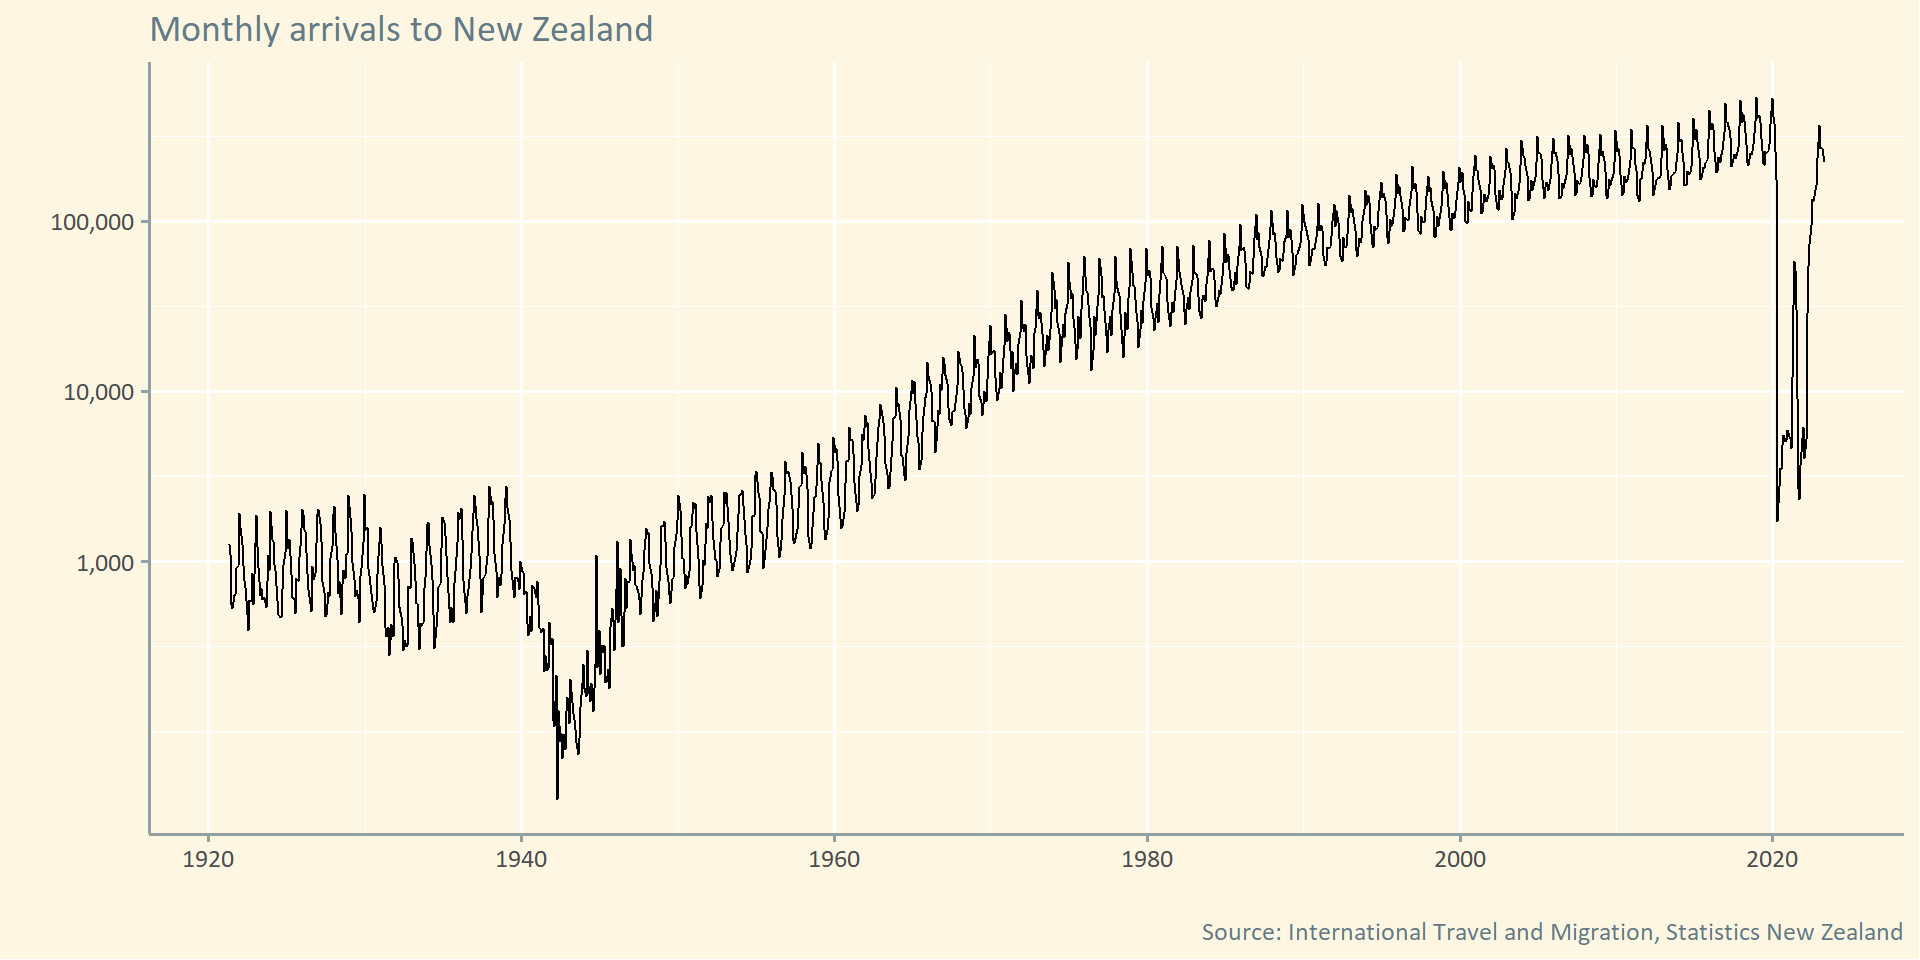 Monthly arrivals to New Zealand
100,000
10,000
1,000
1920 1940 1960 1980 2000 2020
Source: International Travel and Migration, Statistics New Zealand